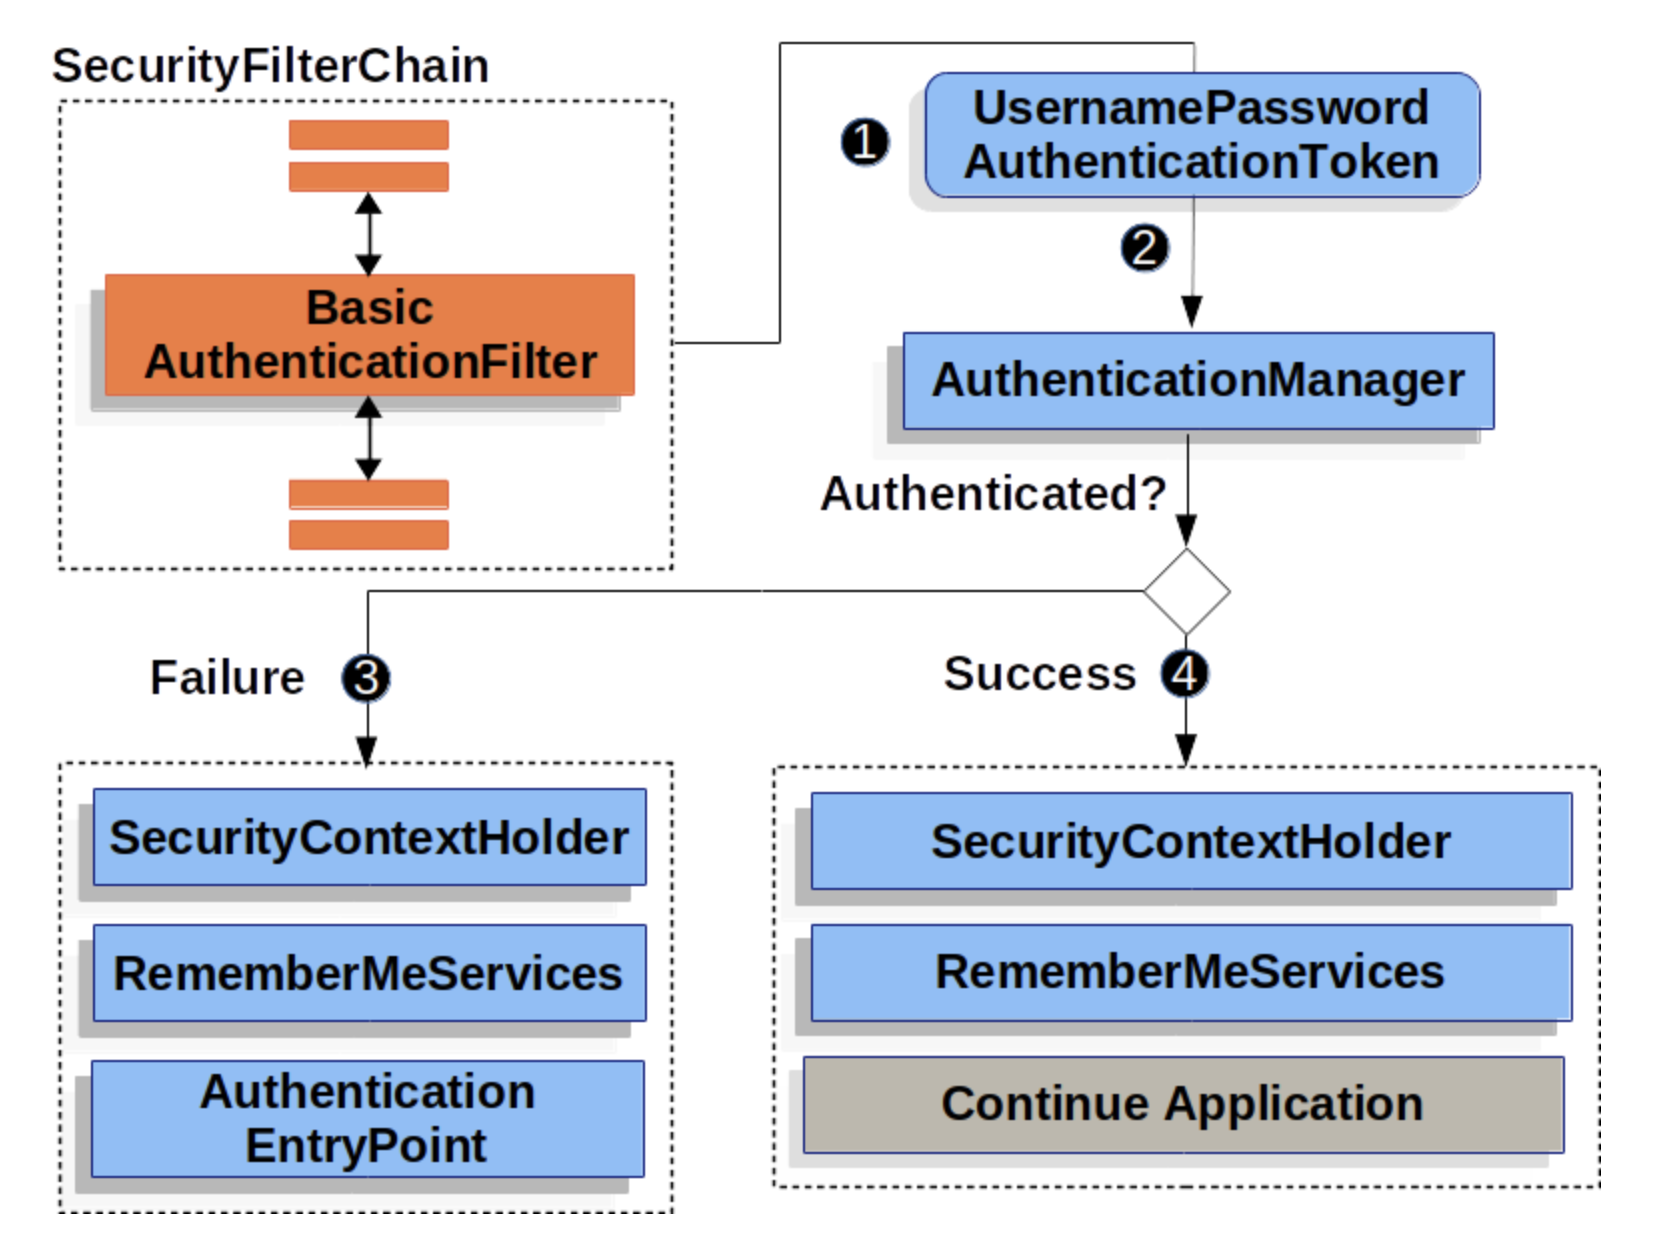 SecurityFilterChain
Basic
AuthenticationFilter
1
UsernamePassword
AuthenticationToken
2
AuthenticationManager
Authenticated?
Failure 3
Success 4
SecurityContextHolder
RememberMeServices
Authentication
EntryPoint
SecurityContextHolder
RememberMeServices
Continue Application